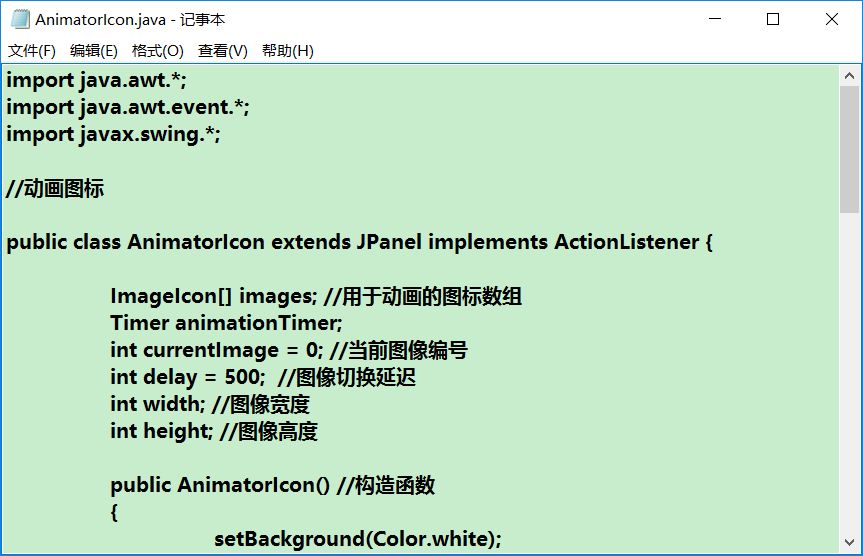 AnimatorIcon.java - 记事本
文件(F) 编辑(E) 格式(O) 查看(V) 帮助(H)
import java.awt.*;
import java.awt.event.*;
import javax.swing.*;
//动画图标
public class AnimatorIcon extends JPanel implements ActionListener {
ImageIcon[] images; //用于动画的图标数组
Timer animationTimer;
int currentImage = 0; //当前图像编号
int delay = 500;  //图像切换延迟
int width; //图像宽度
int height; //图像高度
public AnimatorIcon() //构造函数
{
setBackground(Color.white);